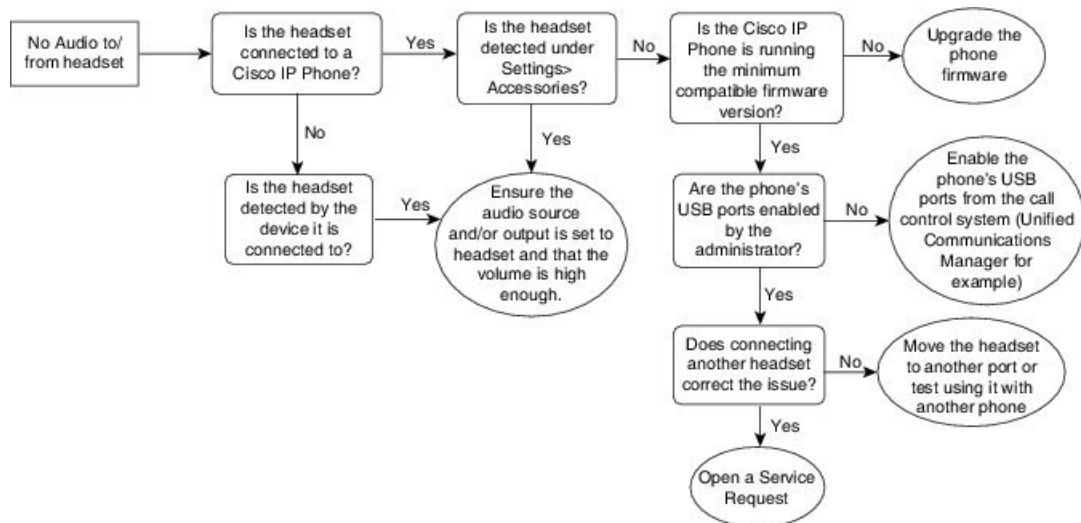 No Audio to/
from headset
Is the headset
connected to a
Cisco IP Phone?
Yes
Is the headset
detected under
Settings>
Accessories?
No
Is the Cisco IP
Phone is running
the minimum
compatible firmware
version?
No
Upgrade the
phone
firmware
No
Yes
Yes
Is the headset
detected by the
device it is
connected to?
Yes
Ensure the
audio source
and/or output is set to
headset and that the
volume is high
enough.
Are the phone's
USB ports enabled
by the
administrator?
No
Enable the
phone's USB
ports from the call
control system (Unified
Communications
Manager for
example)
Yes
Does connecting
another headset
correct the issue?
No
Move the headset
to another port or
test using it with
another phone
Yes
Open a Service
Request